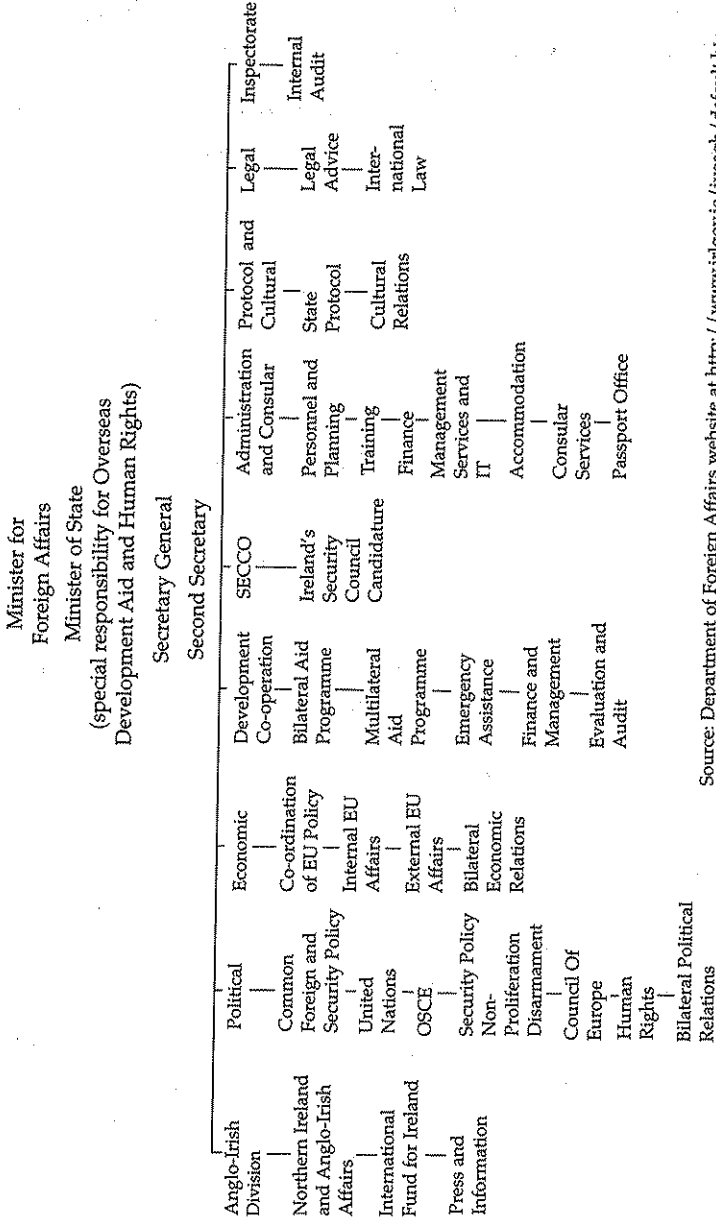 Minister for
Foreign Affairs
Minister of State
(special responsibility for Overseas
Development Aid and Human Rights)
Secretary General
Second Secretary
Anglo-Irish
Division
Northern Ireland
and Anglo-Irish
Affairs
International
Fund for Ireland
Press and
Information
Political
Common
Foreign and
Security Policy
United
Nations
OSCE
Security Policy
Non-
Proliferation
Disarmament
Council Of
Europe
Human
Rights
Bilateral Political
Relations
Economic
Co-ordination
of EU Policy
Internal EU
Affairs
External EU
Affairs
Bilateral
Economic
Relations
Development
Co-operation
Bilateral Aid
Programme
Multilateral
Aid
Programme
Emergency
Assistance
Finance and
Management
Evaluation and
Audit
SECCO
Ireland's
Security
Council
Candidature
Administration
and Consular
Personnel and
Planning
Training
Finance
Management
Services and
IT
Accommodation
Consular
Services
Passport Office
Protocol and
Cultural
State
Protocol
Cultural
Relations
Legal
Legal
Advice
Inter-
national
Law
Inspectorate
Internal
Audit
Source: Department of Foreign Affairs website at